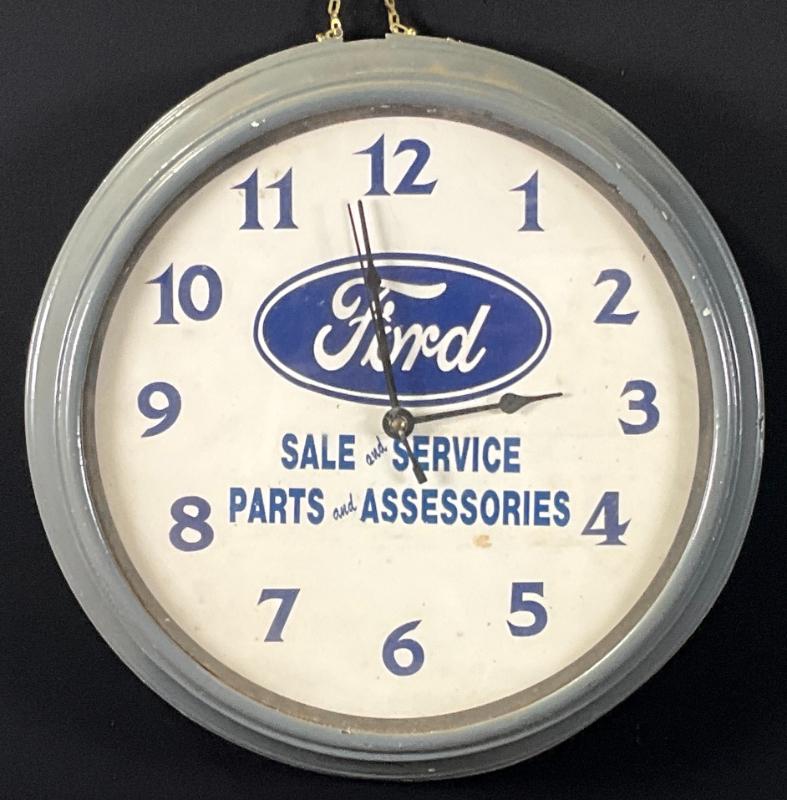 12
11 1
10 2
Ford
9 3
SALE and SERVICE
PARTS and ASSESSORIES
8 4
7 5
6